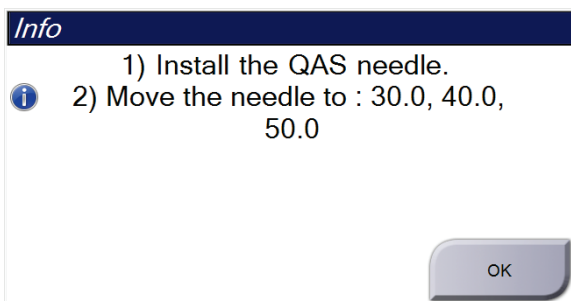 Info
1) Install the QAS needle.
2) Move the needle to : 30.0, 40.0,
50.0
OK